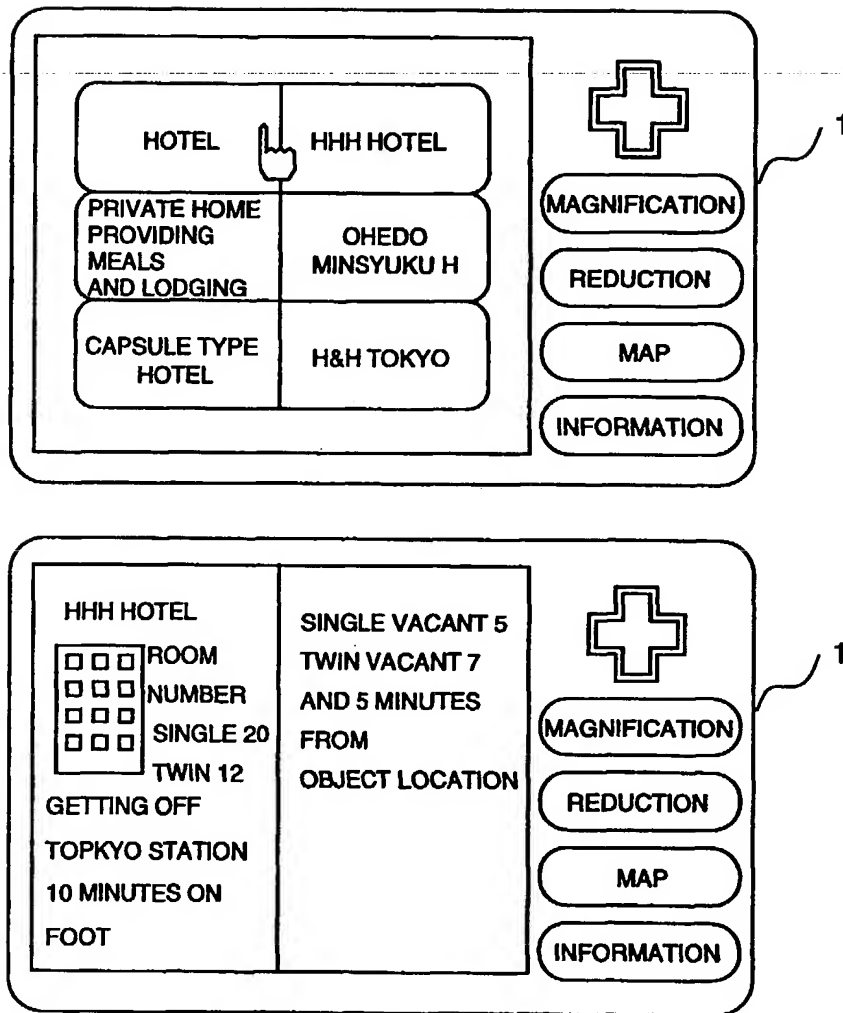 HOTEL
HHH HOTEL
PRIVATE HOME
PROVIDING
MEALS
AND LODGING
OHEDO
MINSYUKU H
CAPSULE TYPE
HOTEL
H&H TOKYO
MAGNIFICATION
REDUCTION
MAP
INFORMATION
1
HHH HOTEL
ROOM
NUMBER
SINGLE 20
TWIN 12
GETTING OFF
TOPKYO STATION
10 MINUTES ON
FOOT
SINGLE VACANT 5
TWIN VACANT 7
AND 5 MINUTES
FROM
OBJECT LOCATION
MAGNIFICATION
REDUCTION
MAP
INFORMATION
1